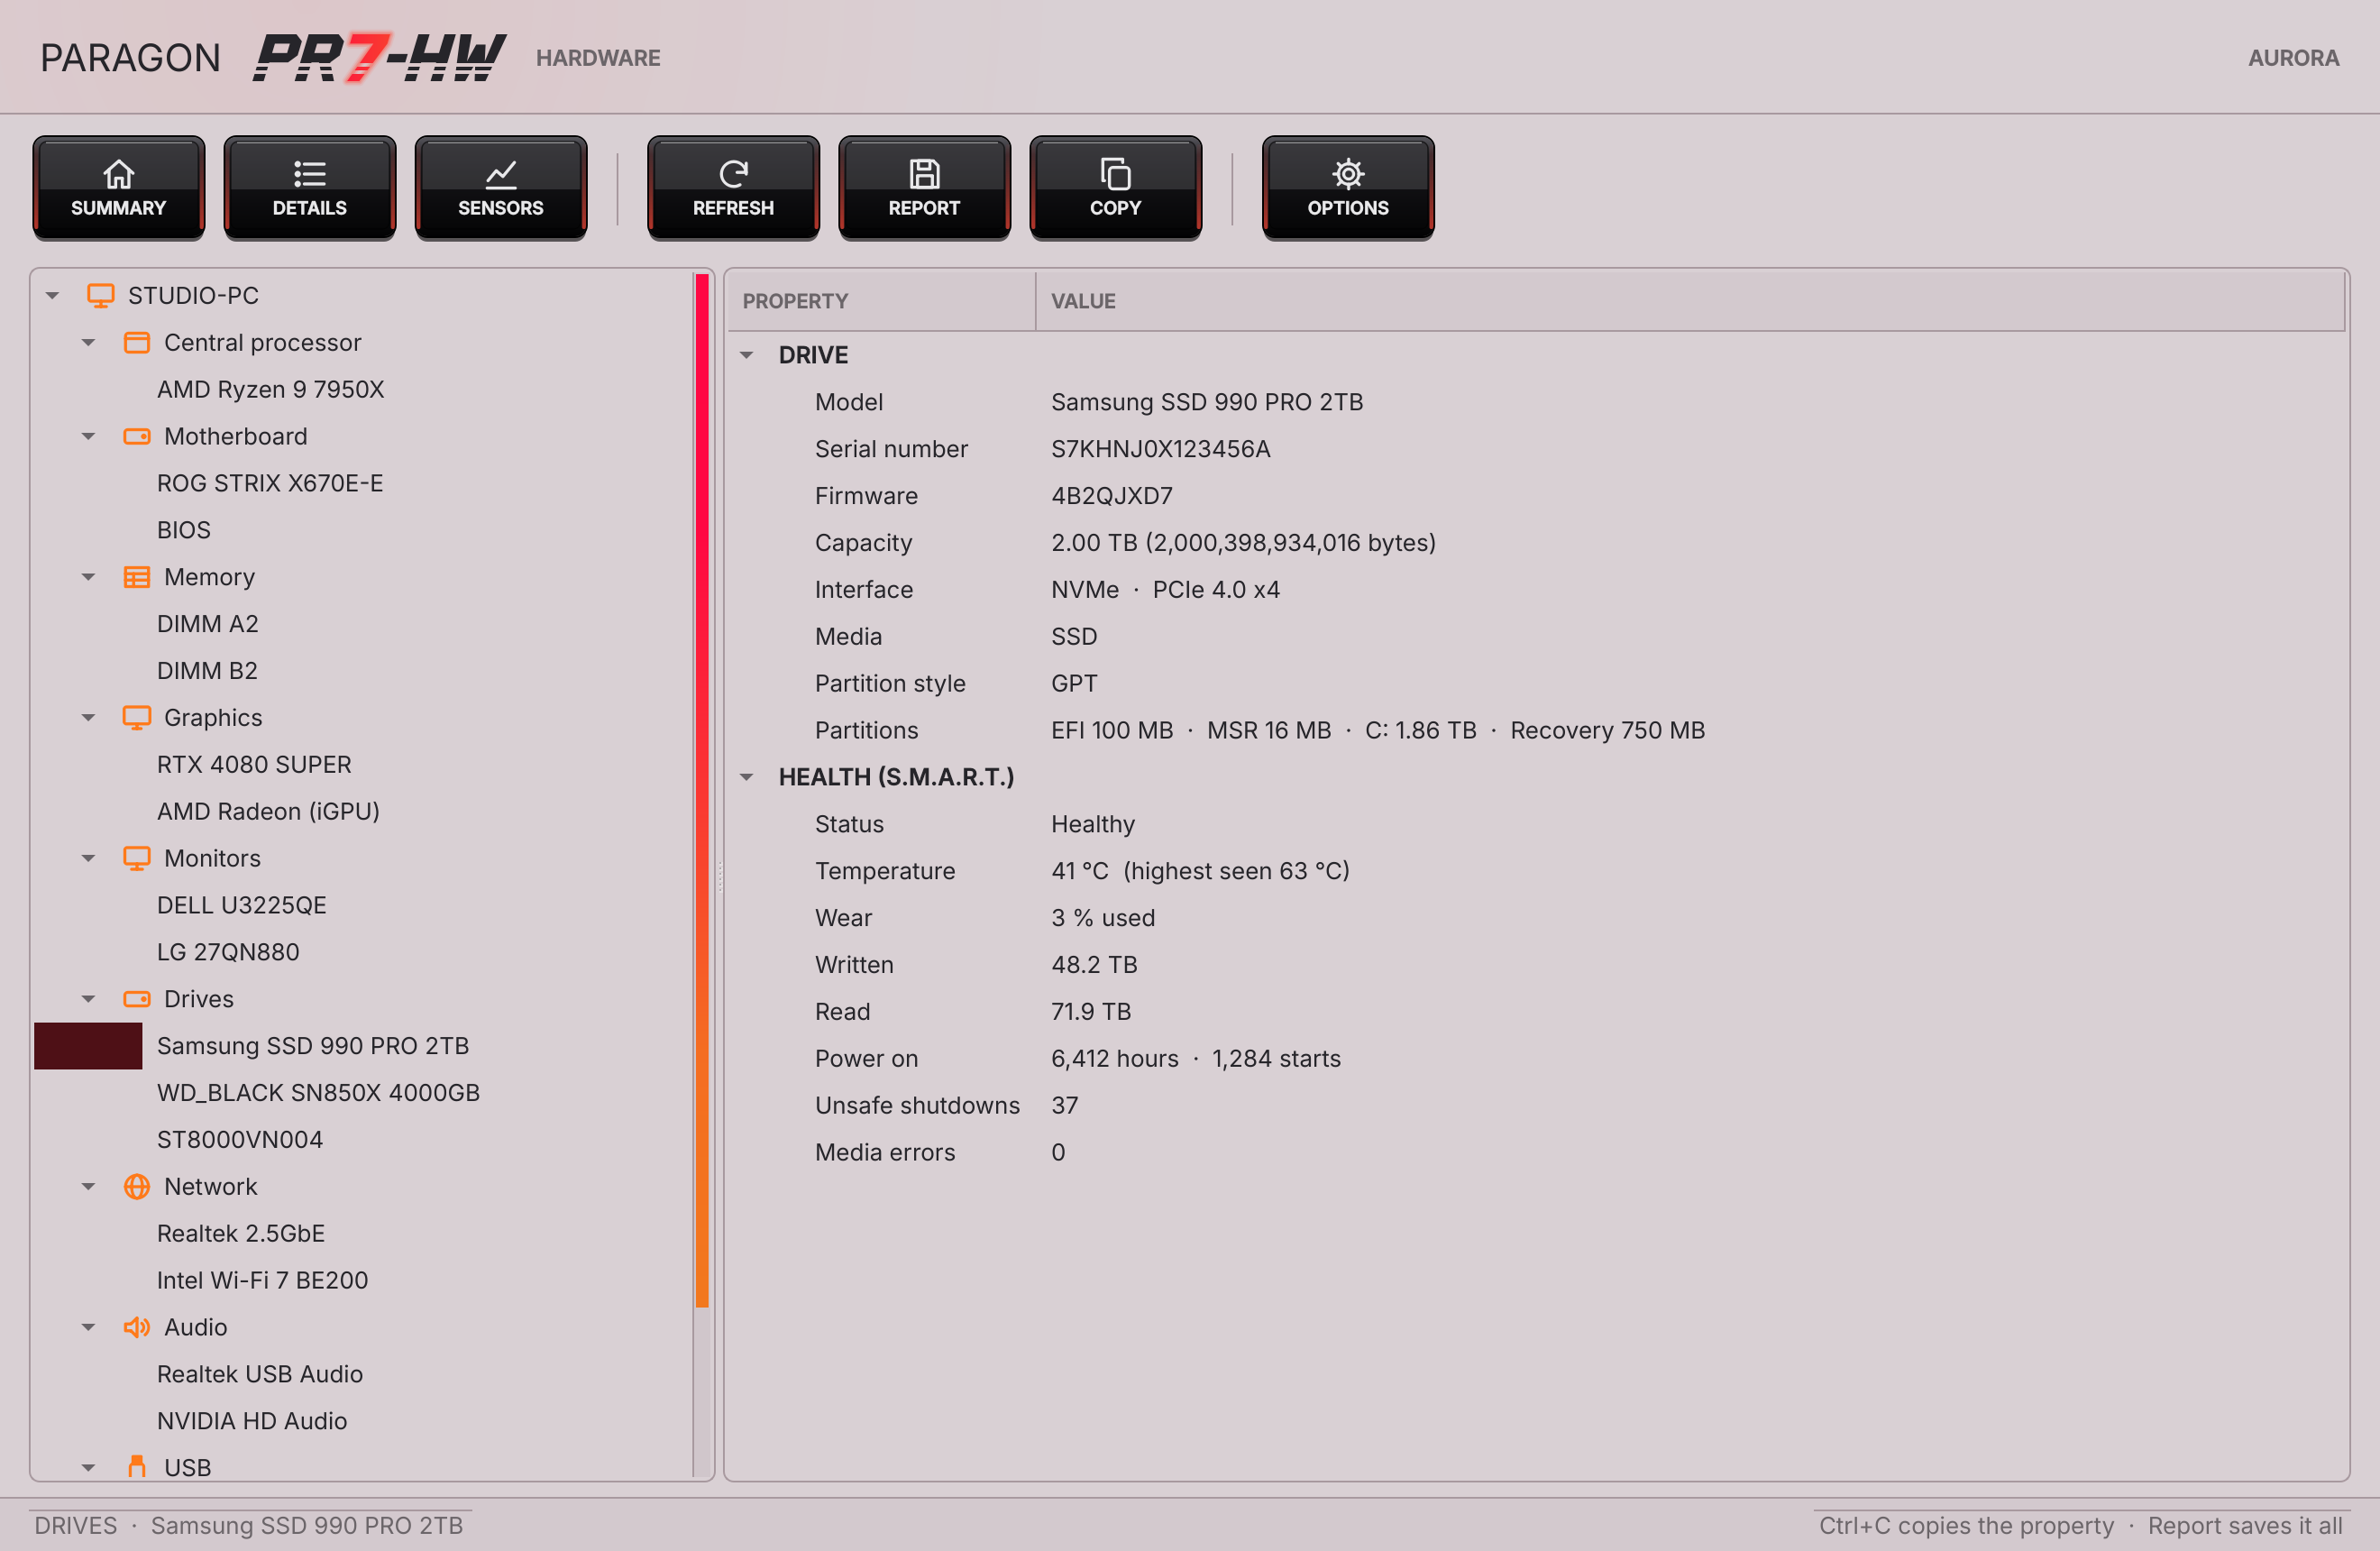 PARAGON PR7-HW HARDWARE AURORA
SUMMARY DETAILS SENSORS REFRESH REPORT COPY OPTIONS
STUDIO-PC
Central processor
AMD Ryzen 9 7950X
Motherboard
ROG STRIX X670E-E
BIOS
Memory
DIMM A2
DIMM B2
Graphics
RTX 4080 SUPER
AMD Radeon (iGPU)
Monitors
DELL U3225QE
LG 27QN880
Drives
Samsung SSD 990 PRO 2TB
WD_BLACK SN850X 4000GB
ST8000VN004
Network
Realtek 2.5GbE
Intel Wi-Fi 7 BE200
Audio
Realtek USB Audio
NVIDIA HD Audio
USB
PROPERTY VALUE
DRIVE
Model Samsung SSD 990 PRO 2TB
Serial number S7KHNJ0X123456A
Firmware 4B2QJXD7
Capacity 2.00 TB (2,000,398,934,016 bytes)
Interface NVMe · PCIe 4.0 x4
Media SSD
Partition style GPT
Partitions EFI 100 MB · MSR 16 MB · C: 1.86 TB · Recovery 750 MB
HEALTH (S.M.A.R.T.)
Status Healthy
Temperature 41 °C (highest seen 63 °C)
Wear 3 % used
Written 48.2 TB
Read 71.9 TB
Power on 6,412 hours · 1,284 starts
Unsafe shutdowns 37
Media errors 0
DRIVES · Samsung SSD 990 PRO 2TB
Ctrl+C copies the property · Report saves it all